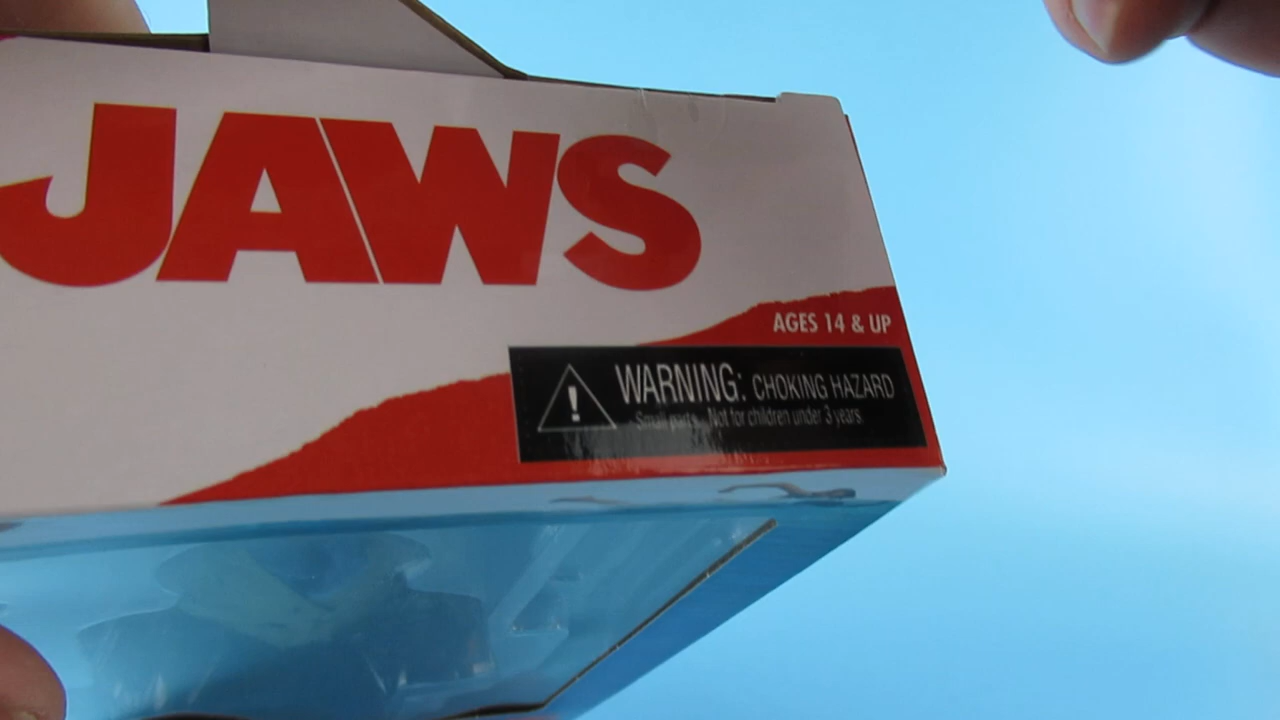 JAWS
AGES 14 & UP
WARNING: CHOKING HAZARD
Small parts. Not for children under 3 years.